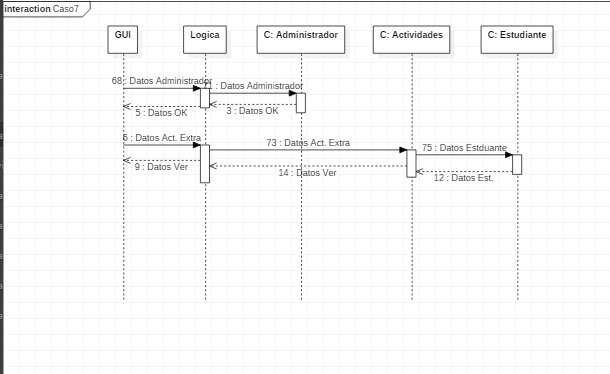 interaction Caso7
GUI
Logica
C: Administrador
C: Actividades
C: Estudiante
68 : Datos Administrador
: Datos Administrador
5 : Datos OK
3 : Datos OK
6 : Datos Act. Extra
73 : Datos Act. Extra
75 : Datos Estduante
9 : Datos Ver
14 : Datos Ver
12 : Datos Est.